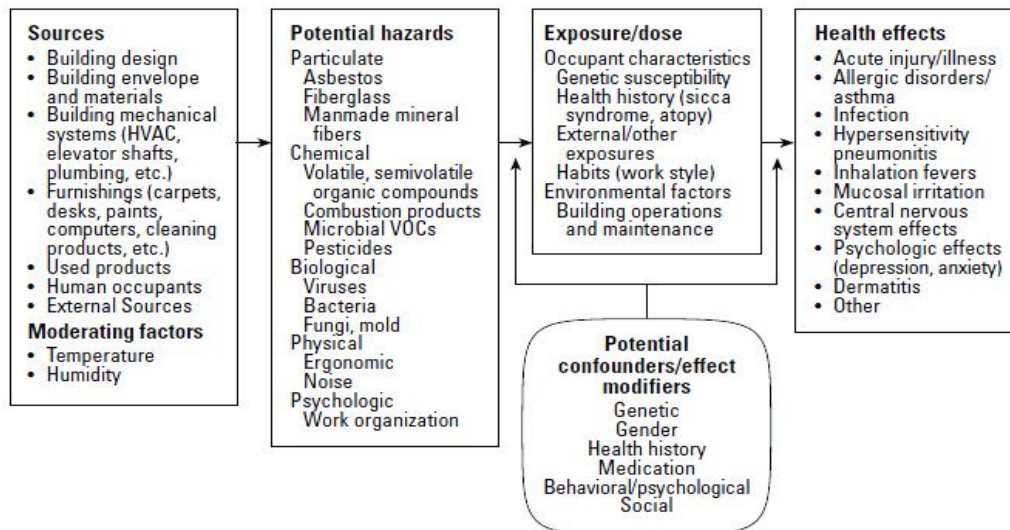 Sources
• Building design
• Building envelope
and materials
• Building mechanical
systems (HVAC,
elevator shafts,
plumbing, etc.)
• Furnishings (carpets,
desks, paints,
computers, cleaning
products, etc.)
• Used products
• Human occupants
• External Sources
Moderating factors
• Temperature
• Humidity
Potential hazards
Particulate
Asbestos
Fiberglass
Manmade mineral
fibers
Chemical
Volatile, semivolatile
organic compounds
Combustion products
Microbial VOCs
Pesticides
Biological
Viruses
Bacteria
Fungi, mold
Physical
Ergonomic
Noise
Psychologic
Work organization
Exposure/dose
Occupant characteristics
Genetic susceptibility
Health history (sicca
syndrome, atopy)
External/other
exposures
Habits (work style)
Environmental factors
Building operations
and maintenance
Potential
confounders/effect
modifiers
Genetic
Gender
Health history
Medication
Behavioral/psychological
Social
Health effects
• Acute injury/illness
• Allergic disorders/
asthma
• Infection
• Hypersensitivity
pneumonitis
• Inhalation fevers
• Mucosal irritation
• Central nervous
system effects
• Psychologic effects
(depression, anxiety)
• Dermatitis
• Other